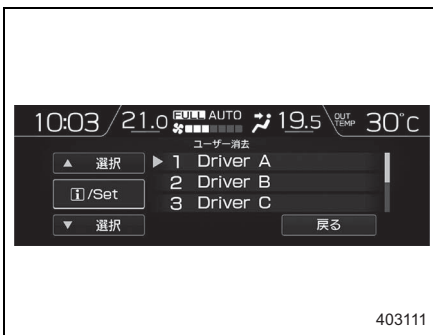 10:03 21.0 FULL AUTO 19.5 OUT TEMP 30°C
ユーザー消去
▲ 選択 ▶ 1 Driver A
i/Set 2 Driver B
3 Driver C
▼ 選択 戻る
403111